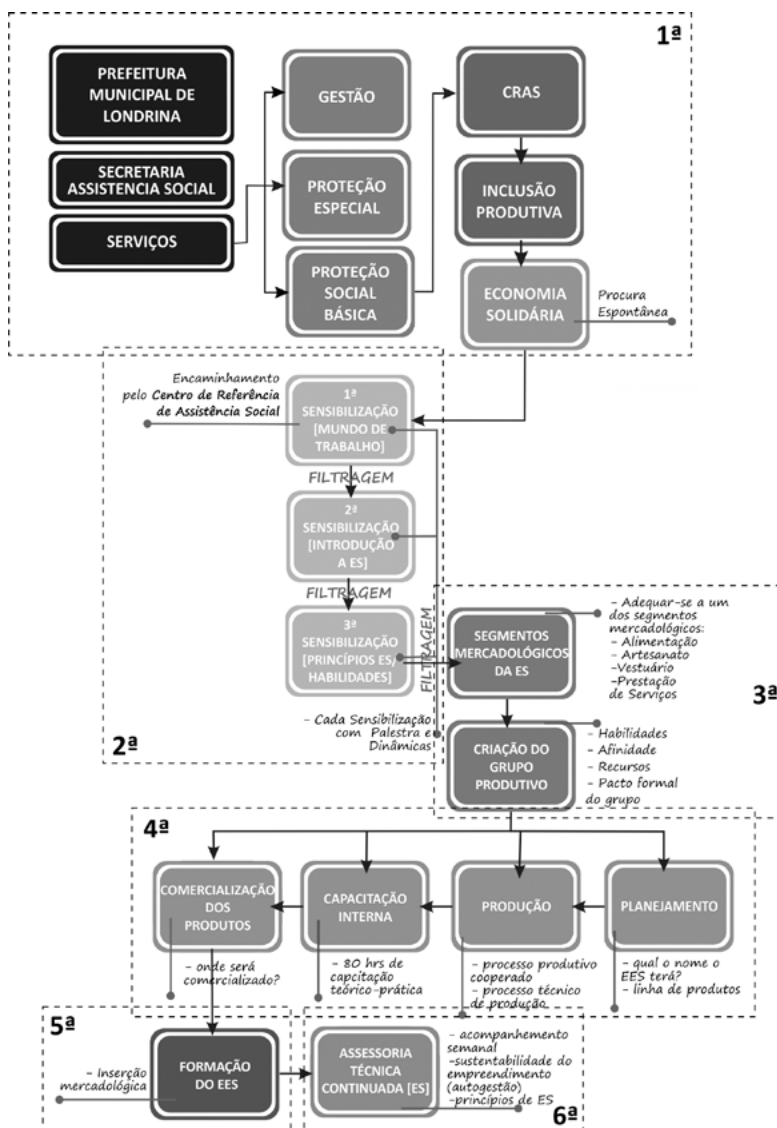 1ª
PREFEITURA
MUNICIPAL DE
LONDRINA
SECRETARIA
ASSISTENCIA SOCIAL
SERVIÇOS
GESTÃO
PROTEÇÃO
ESPECIAL
PROTEÇÃO
SOCIAL
BÁSICA
CRAS
INCLUSÃO
PRODUTIVA
ECONOMIA
SOLIDÁRIA
Procura
Espontânea
2ª
Encaminhamento
pelo Centro de Referência
de Assistência Social
1ª
SENSIBILIZAÇÃO
[MUNDO DE
TRABALHO]
FILTRAGEM
2ª
SENSIBILIZAÇÃO
[INTRODUÇÃO
A ES]
FILTRAGEM
3ª
SENSIBILIZAÇÃO
[PRINCÍPIOS ES/
HABILIDADES]
FILTRAGEM
- Cada Sensibilização
com Palestra e
Dinâmicas
3ª
SEGMENTOS
MERCADOLÓGICOS
DA ES
- Adequar-se a um
dos segmentos
mercadológicos:
- Alimentação
- Artesanato
-Vestuário
-Prestação
de Serviços
CRIAÇÃO DO
GRUPO
PRODUTIVO
- Habilidades
- Afinidade
- Recursos
- Pacto formal
do grupo
4ª
COMERCIALIZAÇÃO
DOS
PRODUTOS
- onde será
comercializado?
CAPACITAÇÃO
INTERNA
- 80 hrs de
capcitação
teórico-prática
PRODUÇÃO
- processo produtivo
cooperado
- processo técnico
de produção
PLANEJAMENTO
- qual o nome o
EES terá?
- linha de produtos
5ª
- Inserção
mercadológica
FORMAÇÃO
DO EES
ASSESSORIA
TÉCNICA
CONTINUADA [ES]
- acompanhemento
semanal
-sustentabilidade do
empreendimento
(autogestão)
-princípios de ES
6ª